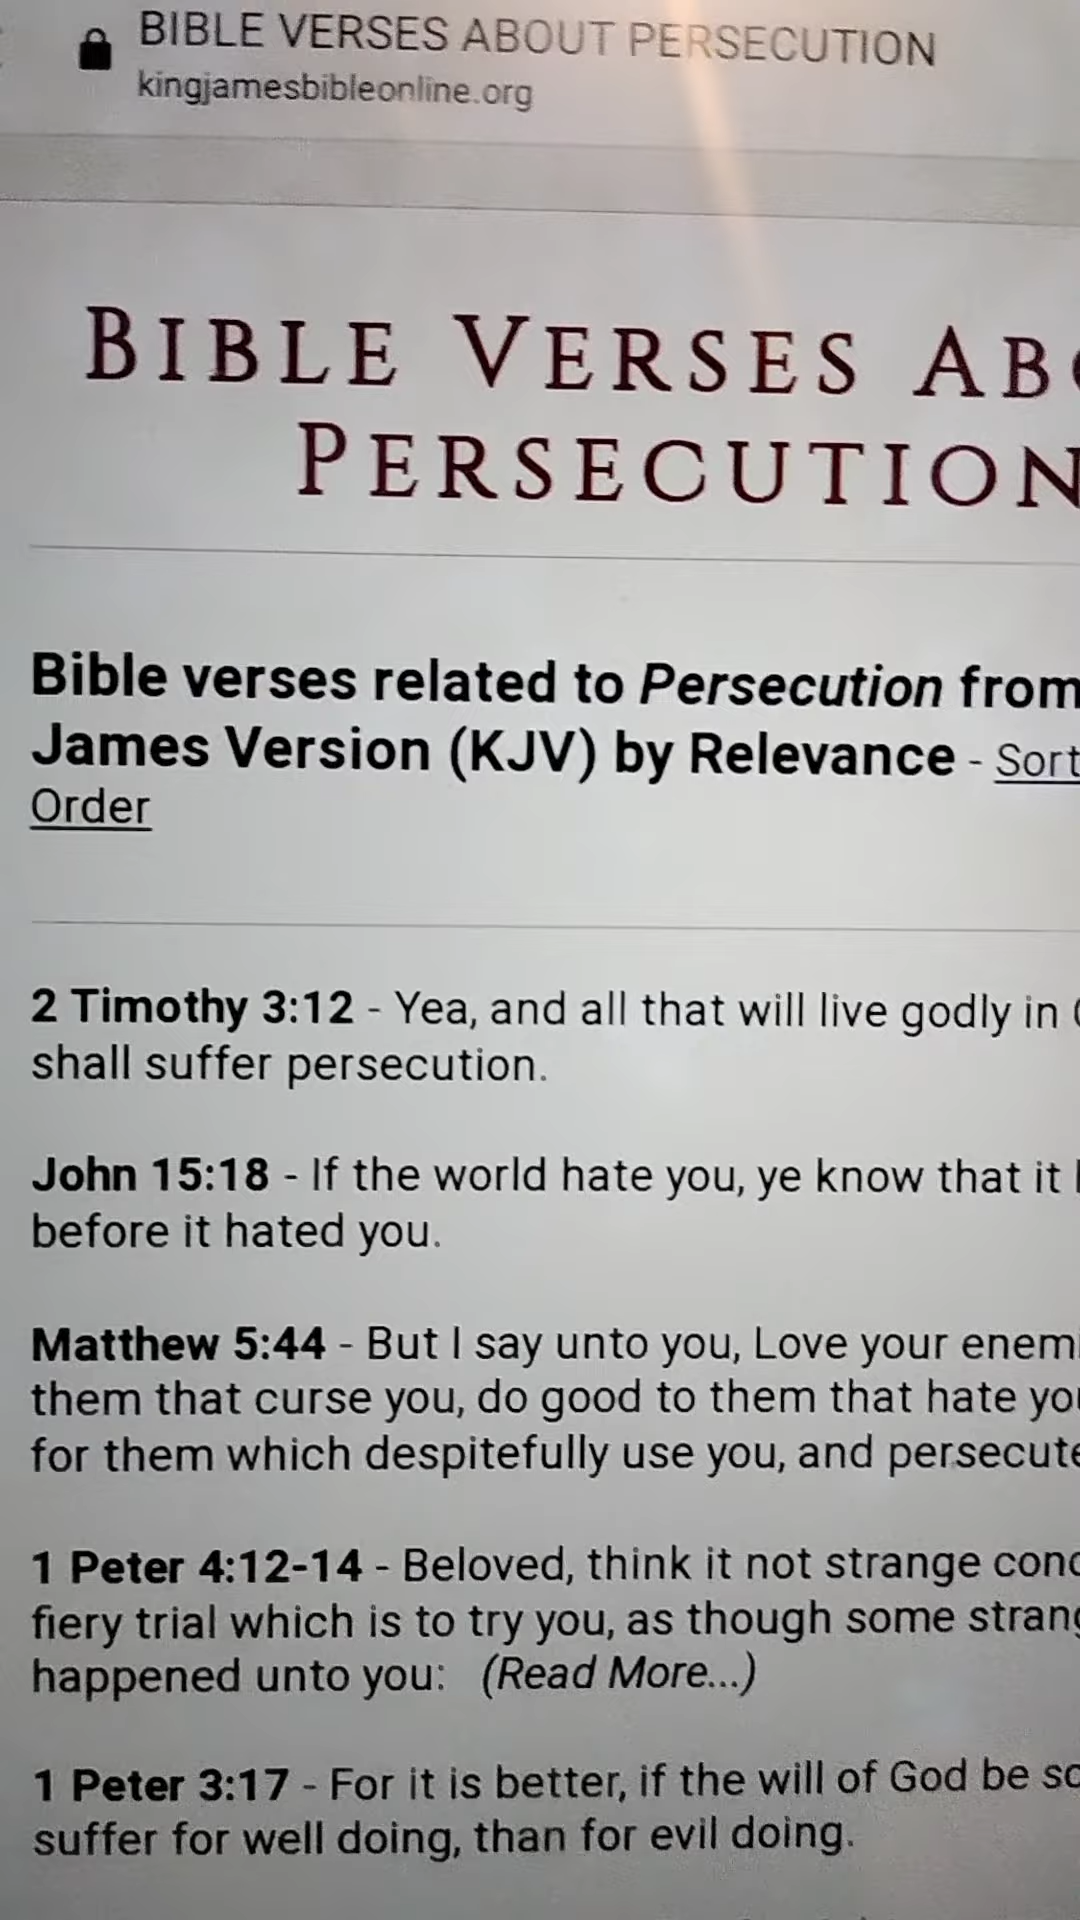 BIBLE VERSES ABOUT PERSECUTION
kingjamesbibleonline.org
BIBLE VERSES AB
PERSECUTION
Bible verses related to Persecution from
James Version (KJV) by Relevance - Sort
Order
2 Timothy 3:12 - Yea, and all that will live godly in
shall suffer persecution.
John 15:18 - If the world hate you, ye know that it
before it hated you.
Matthew 5:44 - But I say unto you, Love your enem
them that curse you, do good to them that hate yo
for them which despitefully use you, and persecute
1 Peter 4:12-14 - Beloved, think it not strange conc
fiery trial which is to try you, as though some strang
happened unto you: (Read More...)
1 Peter 3:17 - For it is better, if the will of God be so
suffer for well doing, than for evil doing.